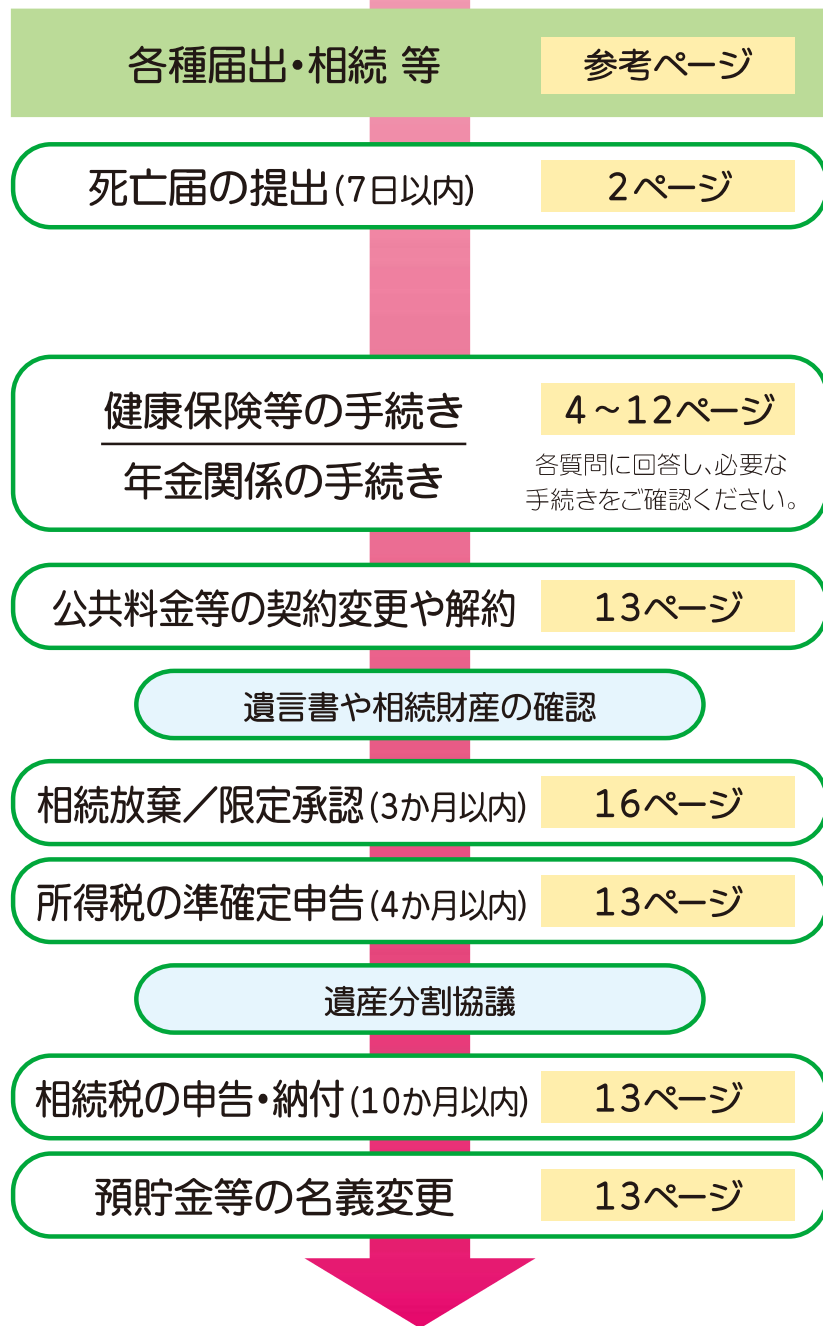 各種届出・相続 等 参考ページ
死亡届の提出(7日以内) 2ページ
健康保険等の手続き
年金関係の手続き
4～12ページ
各質問に回答し、必要な
手続きをご確認ください。
公共料金等の契約変更や解約 13ページ
遺言書や相続財産の確認
相続放棄／限定承認(3か月以内) 16ページ
所得税の準確定申告(4か月以内) 13ページ
遺産分割協議
相続税の申告・納付(10か月以内) 13ページ
預貯金等の名義変更 13ページ